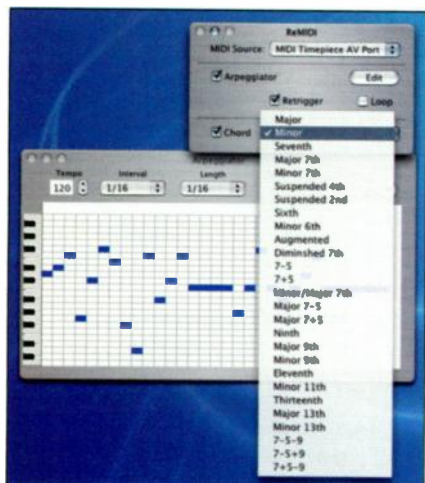 ReMIDI
MIDI Source: MIDI Timepiece AV Port
Arpeggiator Edit
Retrigger Loop
Chord
Major
✓ Minor
Seventh
Major 7th
Minor 7th
Suspended 4th
Suspended 2nd
Sixth
Minor 6th
Augmented
Diminshed 7th
7-5
7+5
Minor/Major 7th
Major 7-5
Major 7+5
Ninth
Major 9th
Minor 9th
Eleventh
Minor 11th
Thirteenth
Major 13th
Minor 13th
7-5-9
7-5+9
7+5-9
Arpeggiator
Tempo Interval Length
120 1/16 1/16